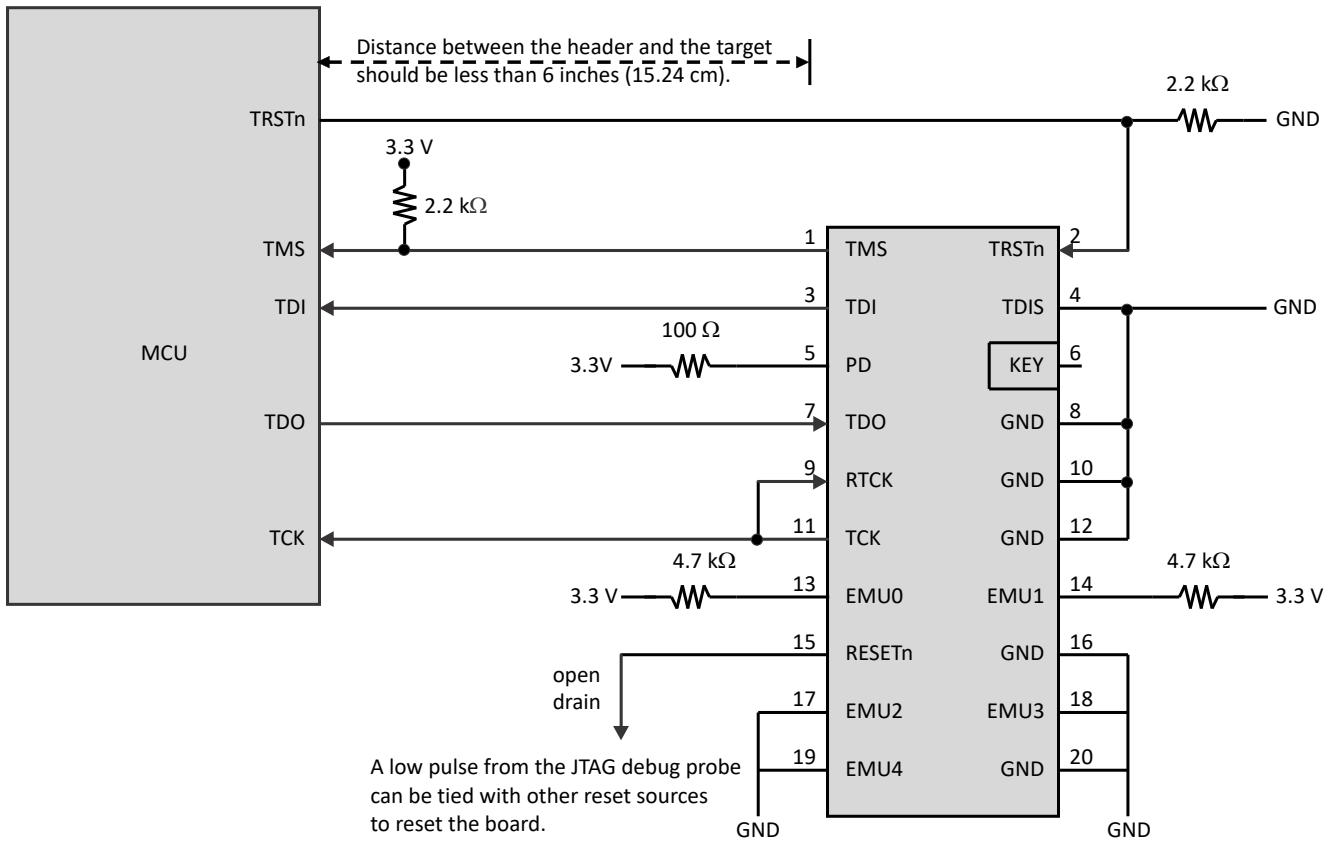 Distance between the header and the target
should be less than 6 inches (15.24 cm).
2.2 kΩ
TRSTn
GND
3.3 V
2.2 kΩ
TMS
1
TMS
TRSTn
2
TDI
3
TDI
TDIS
4
GND
100 Ω
MCU
3.3V
5
PD
KEY
6
TDO
7
TDO
GND
8
9
RTCK
GND
10
TCK
11
TCK
GND
12
4.7 kΩ
4.7 kΩ
3.3 V
13
EMU0
EMU1
14
3.3 V
15
RESETn
GND
16
open
drain
17
EMU2
EMU3
18
A low pulse from the JTAG debug probe
can be tied with other reset sources
to reset the board.
19
EMU4
GND
20
GND
GND